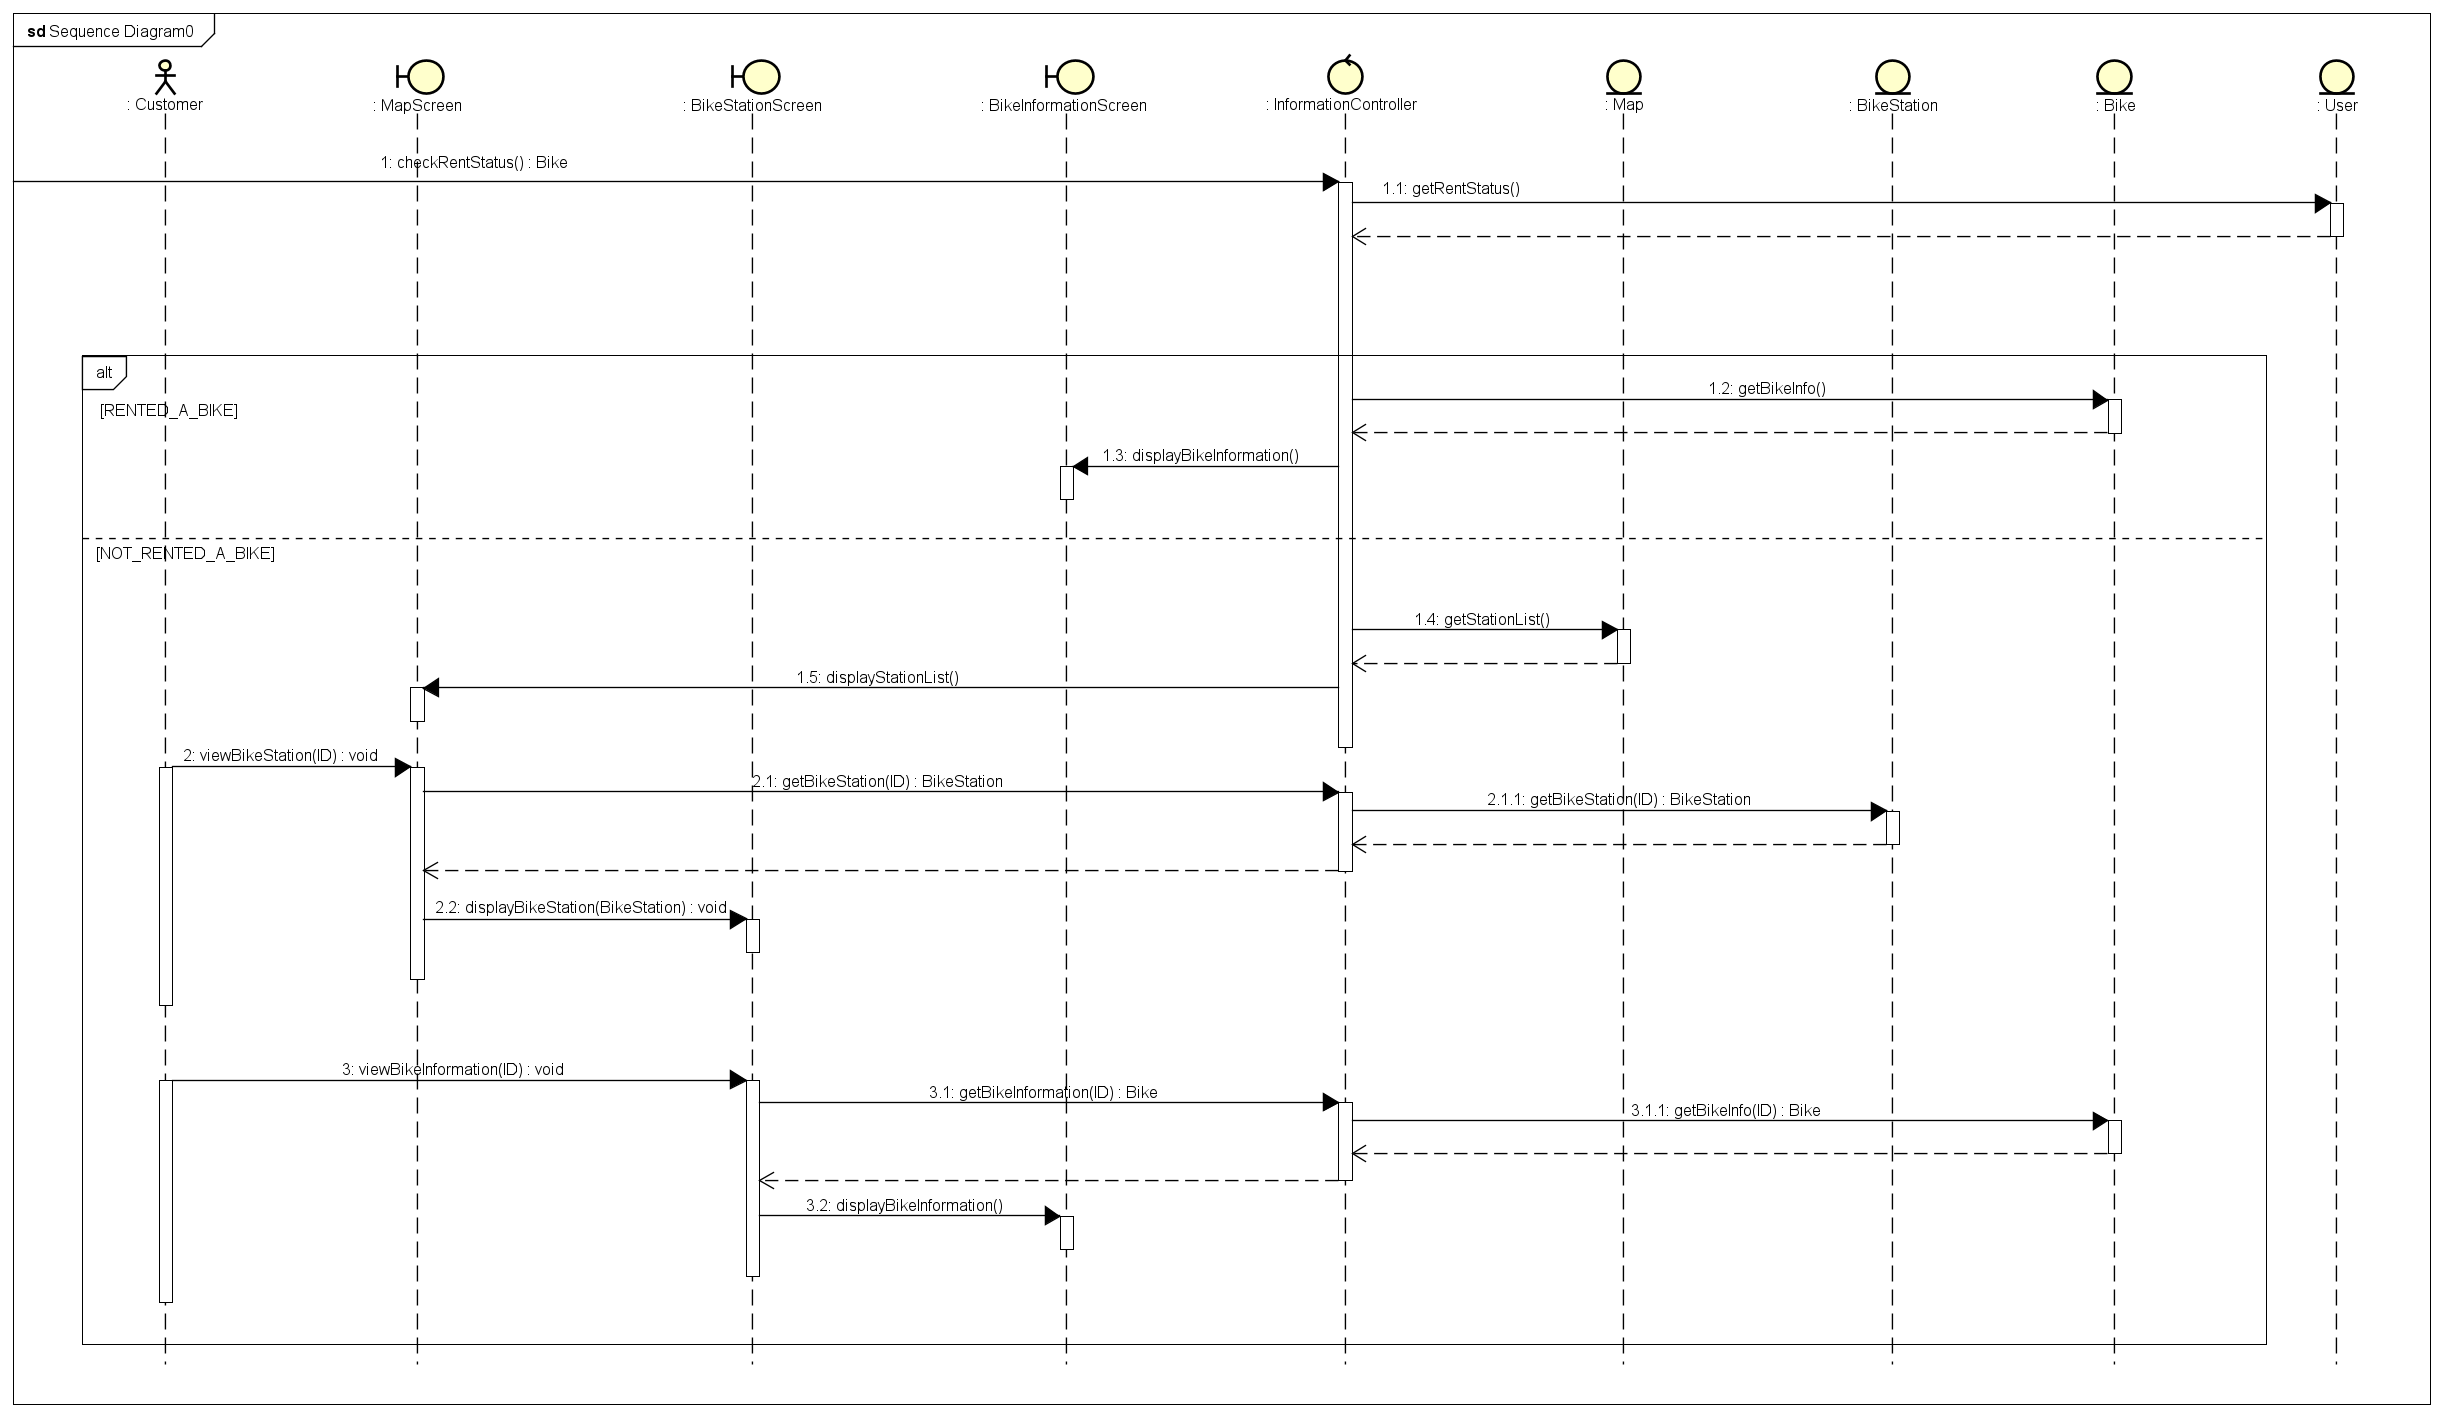 sd Sequence Diagram0
: Customer
: MapScreen
: BikeStationScreen
: BikeInformationScreen
: InformationController
: Map
: BikeStation
: Bike
: User
1: checkRentStatus() : Bike
1.1: getRentStatus()
alt
[RENTED_A_BIKE]
1.2: getBikeInfo()
1.3: displayBikeInformation()
[NOT_RENTED_A_BIKE]
1.4: getStationList()
1.5: displayStationList()
2: viewBikeStation(ID) : void
2.1: getBikeStation(ID) : BikeStation
2.1.1: getBikeStation(ID) : BikeStation
2.2: displayBikeStation(BikeStation) : void
3: viewBikeInformation(ID) : void
3.1: getBikeInformation(ID) : Bike
3.1.1: getBikeInfo(ID) : Bike
3.2: displayBikeInformation()